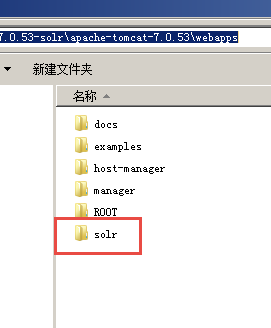 7.0.53-solr\apache-tomcat-7.0.53\webapps
新建文件夹
名称
docs
examples
host-manager
manager
ROOT
solr